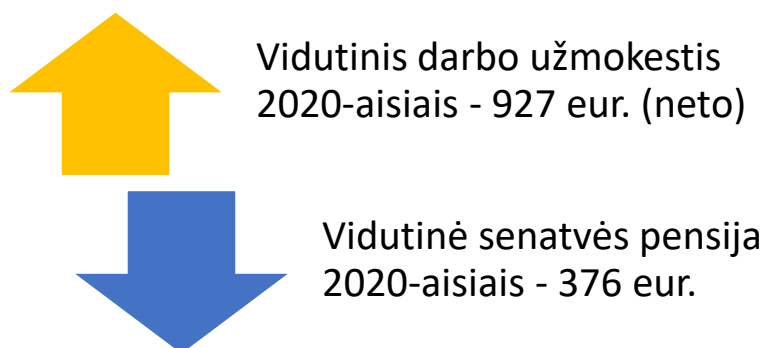 Vidutinis darbo užmokestis
2020-aisiais - 927 eur. (neto)
Vidutinė senatvės pensija
2020-aisiais - 376 eur.